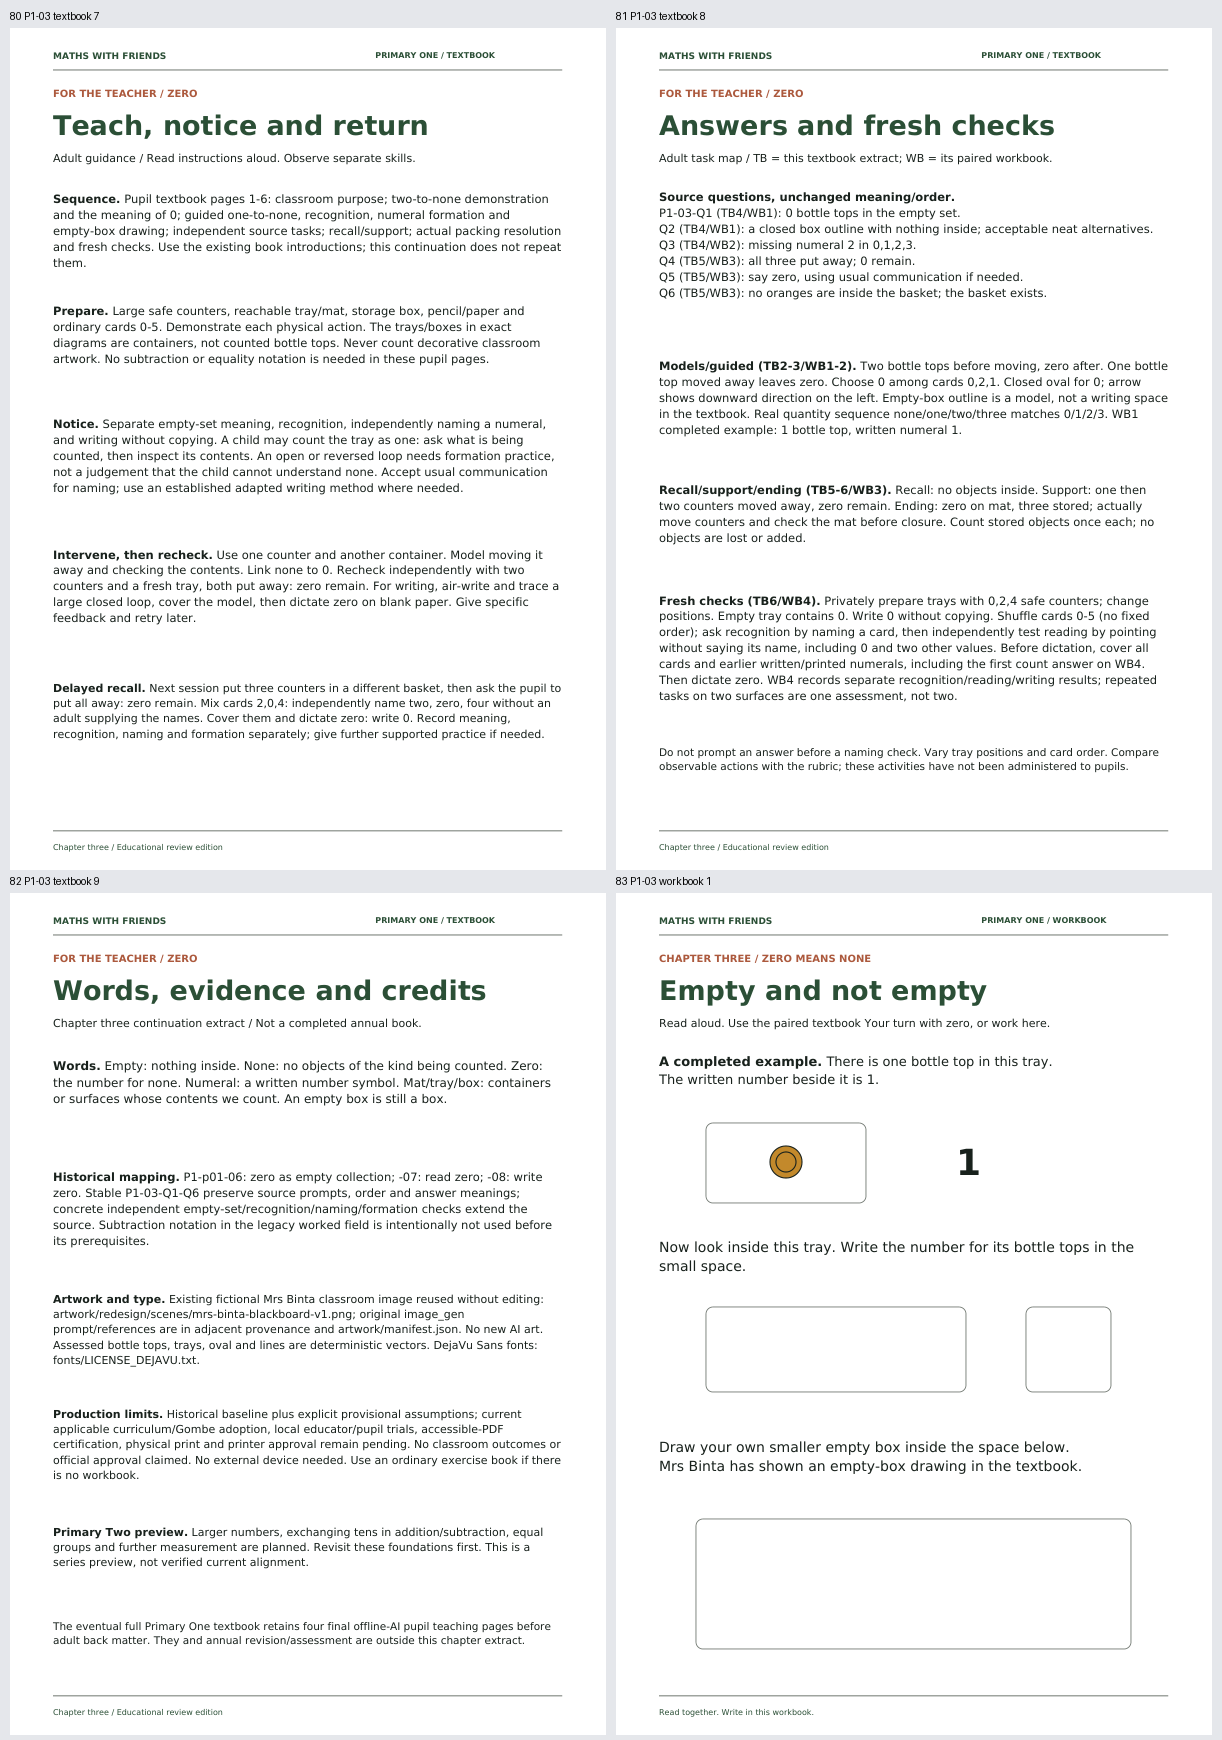 80 P1-03 textbook 7
MATHS WITH FRIENDS
PRIMARY ONE / TEXTBOOK
FOR THE TEACHER / ZERO
Teach, notice and return
Adult guidance / Read instructions aloud. Observe separate skills.
Sequence. Pupil textbook pages 1-6: classroom purpose; two-to-none demonstration
and the meaning of 0; guided one-to-none, recognition, numeral formation and
empty-box drawing; independent source tasks; recall/support; actual packing resolution
and fresh checks. Use the existing book introductions; this continuation does not repeat
them.
Prepare. Large safe counters, reachable tray/mat, storage box, pencil/paper and
ordinary cards 0-5. Demonstrate each physical action. The trays/boxes in exact
diagrams are containers, not counted bottle tops. Never count decorative classroom
artwork. No subtraction or equality notation is needed in these pupil pages.
Notice. Separate empty-set meaning, recognition, independently naming a numeral,
and writing without copying. A child may count the tray as one: ask what is being
counted, then inspect its contents. An open or reversed loop needs formation practice,
not a judgement that the child cannot understand none. Accept usual communication
for naming; use an established adapted writing method where needed.
Intervene, then recheck. Use one counter and another container. Model moving it
away and checking the contents. Link none to 0. Recheck independently with two
counters and a fresh tray, both put away: zero remain. For writing, air-write and trace a
large closed loop, cover the model, then dictate zero on blank paper. Give specific
feedback and retry later.
Delayed recall. Next session put three counters in a different basket, then ask the pupil to
put all away: zero remain. Mix cards 2,0,4: independently name two, zero, four without an
adult supplying the names. Cover them and dictate zero: write 0. Record meaning,
recognition, naming and formation separately; give further supported practice if needed.
Chapter three / Educational review edition
81 P1-03 textbook 8
MATHS WITH FRIENDS
PRIMARY ONE / TEXTBOOK
FOR THE TEACHER / ZERO
Answers and fresh checks
Adult task map / TB = this textbook extract; WB = its paired workbook.
Source questions, unchanged meaning/order.
P1-03-Q1 (TB4/WB1): 0 bottle tops in the empty set.
Q2 (TB4/WB1): a closed box outline with nothing inside; acceptable neat alternatives.
Q3 (TB4/WB2): missing numeral 2 in 0,1,2,3.
Q4 (TB5/WB3): all three put away; 0 remain.
Q5 (TB5/WB3): say zero, using usual communication if needed.
Q6 (TB5/WB3): no oranges are inside the basket; the basket exists.
Models/guided (TB2-3/WB1-2). Two bottle tops before moving, zero after. One bottle
top moved away leaves zero. Choose 0 among cards 0,2,1. Closed oval for 0; arrow
shows downward direction on the left. Empty-box outline is a model, not a writing space
in the textbook. Real quantity sequence none/one/two/three matches 0/1/2/3. WB1
completed example: 1 bottle top, written numeral 1.
Recall/support/ending (TB5-6/WB3). Recall: no objects inside. Support: one then
two counters moved away, zero remain. Ending: zero on mat, three stored; actually
move counters and check the mat before closure. Count stored objects once each; no
objects are lost or added.
Fresh checks (TB6/WB4). Privately prepare trays with 0,2,4 safe counters; change
positions. Empty tray contains 0. Write 0 without copying. Shuffle cards 0-5 (no fixed
order); ask recognition by naming a card, then independently test reading by pointing
without saying its name, including 0 and two other values. Before dictation, cover all
cards and earlier written/printed numerals, including the first count answer on WB4.
Then dictate zero. WB4 records separate recognition/reading/writing results; repeated
tasks on two surfaces are one assessment, not two.
Do not prompt an answer before a naming check. Vary tray positions and card order. Compare
observable actions with the rubric; these activities have not been administered to pupils.
Chapter three / Educational review edition
82 P1-03 textbook 9
MATHS WITH FRIENDS
PRIMARY ONE / TEXTBOOK
FOR THE TEACHER / ZERO
Words, evidence and credits
Chapter three continuation extract / Not a completed annual book.
Words. Empty: nothing inside. None: no objects of the kind being counted. Zero:
the number for none. Numeral: a written number symbol. Mat/tray/box: containers
or surfaces whose contents we count. An empty box is still a box.
Historical mapping. P1-p01-06: zero as empty collection; -07: read zero; -08: write
zero. Stable P1-03-Q1-Q6 preserve source prompts, order and answer meanings;
concrete independent empty-set/recognition/naming/formation checks extend the
source. Subtraction notation in the legacy worked field is intentionally not used before
its prerequisites.
Artwork and type. Existing fictional Mrs Binta classroom image reused without editing:
artwork/redesign/scenes/mrs-binta-blackboard-v1.png; original image_gen
prompt/references are in adjacent provenance and artwork/manifest.json. No new AI art.
Assessed bottle tops, trays, oval and lines are deterministic vectors. DejaVu Sans fonts:
fonts/LICENSE_DEJAVU.txt.
Production limits. Historical baseline plus explicit provisional assumptions; current
applicable curriculum/Gombe adoption, local educator/pupil trials, accessible-PDF
certification, physical print and printer approval remain pending. No classroom outcomes or
official approval claimed. No external device needed. Use an ordinary exercise book if there
is no workbook.
Primary Two preview. Larger numbers, exchanging tens in addition/subtraction, equal
groups and further measurement are planned. Revisit these foundations first. This is a
series preview, not verified current alignment.
The eventual full Primary One textbook retains four final offline-AI pupil teaching pages before
adult back matter. They and annual revision/assessment are outside this chapter extract.
Chapter three / Educational review edition
83 P1-03 workbook 1
MATHS WITH FRIENDS
PRIMARY ONE / WORKBOOK
CHAPTER THREE / ZERO MEANS NONE
Empty and not empty
Read aloud. Use the paired textbook Your turn with zero, or work here.
A completed example. There is one bottle top in this tray.
The written number beside it is 1.
1
Now look inside this tray. Write the number for its bottle tops in the
small space.
Draw your own smaller empty box inside the space below.
Mrs Binta has shown an empty-box drawing in the textbook.
Read together. Write in this workbook.